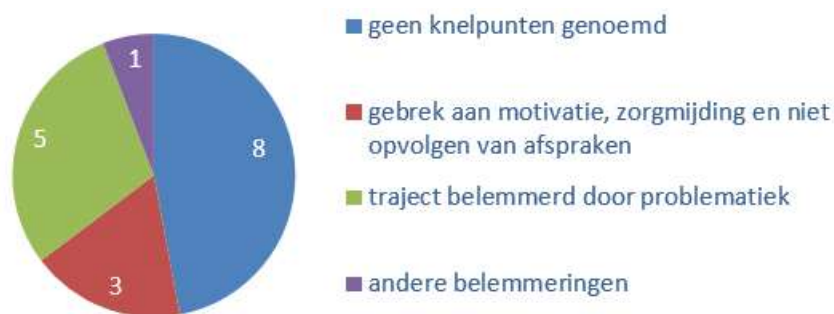 1
5
8
3
geen knelpunten genoemd
gebrek aan motivatie, zorgmijding en niet
opvolgen van afspraken
traject belemmerd door problematiek
andere belemmeringen